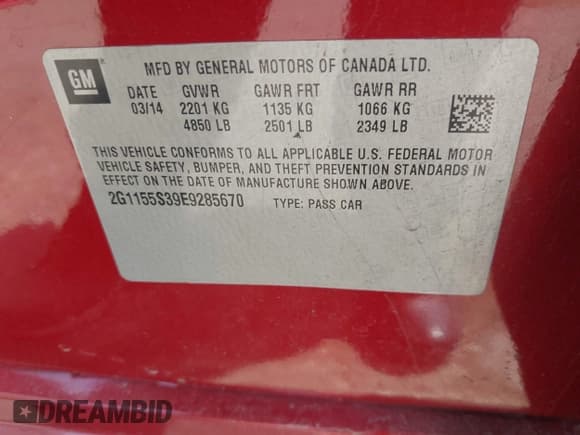 GM
MFD BY GENERAL MOTORS OF CANADA LTD.
DATE GVWR GAWR FRT GAWR RR
03/14 2201 KG 1135 KG 1066 KG
4850 LB 2501 LB 2349 LB
THIS VEHICLE CONFORMS TO ALL APPLICABLE U.S. FEDERAL MOTOR
VEHICLE SAFETY, BUMPER, AND THEFT PREVENTION STANDARDS IN
EFFECT ON THE DATE OF MANUFACTURE SHOWN ABOVE.
2G1155S39E9285670 TYPE: PASS CAR
DREAMBID